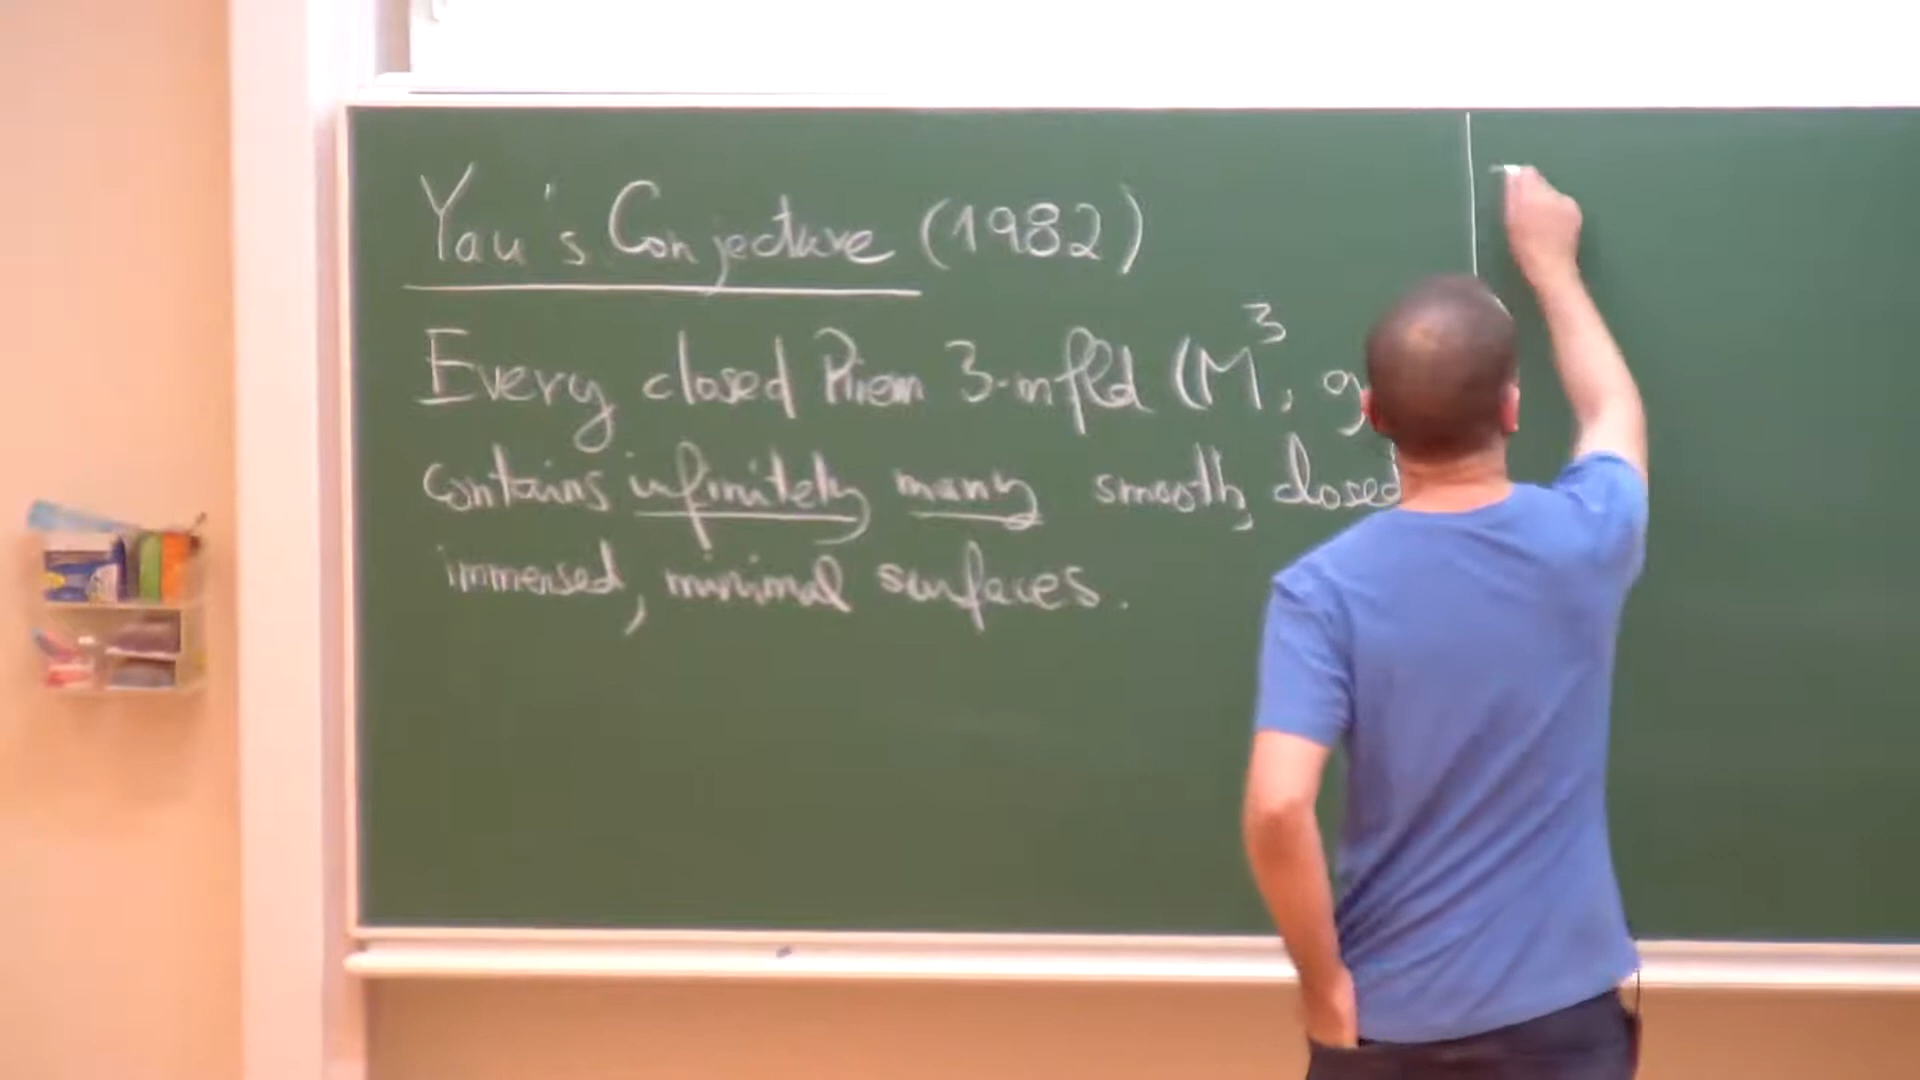 Yau's Conjecture (1982)
Every closed Riem 3-mfld (M³, g
contains infinitely many smooth, closed
immersed, minimal surfaces.